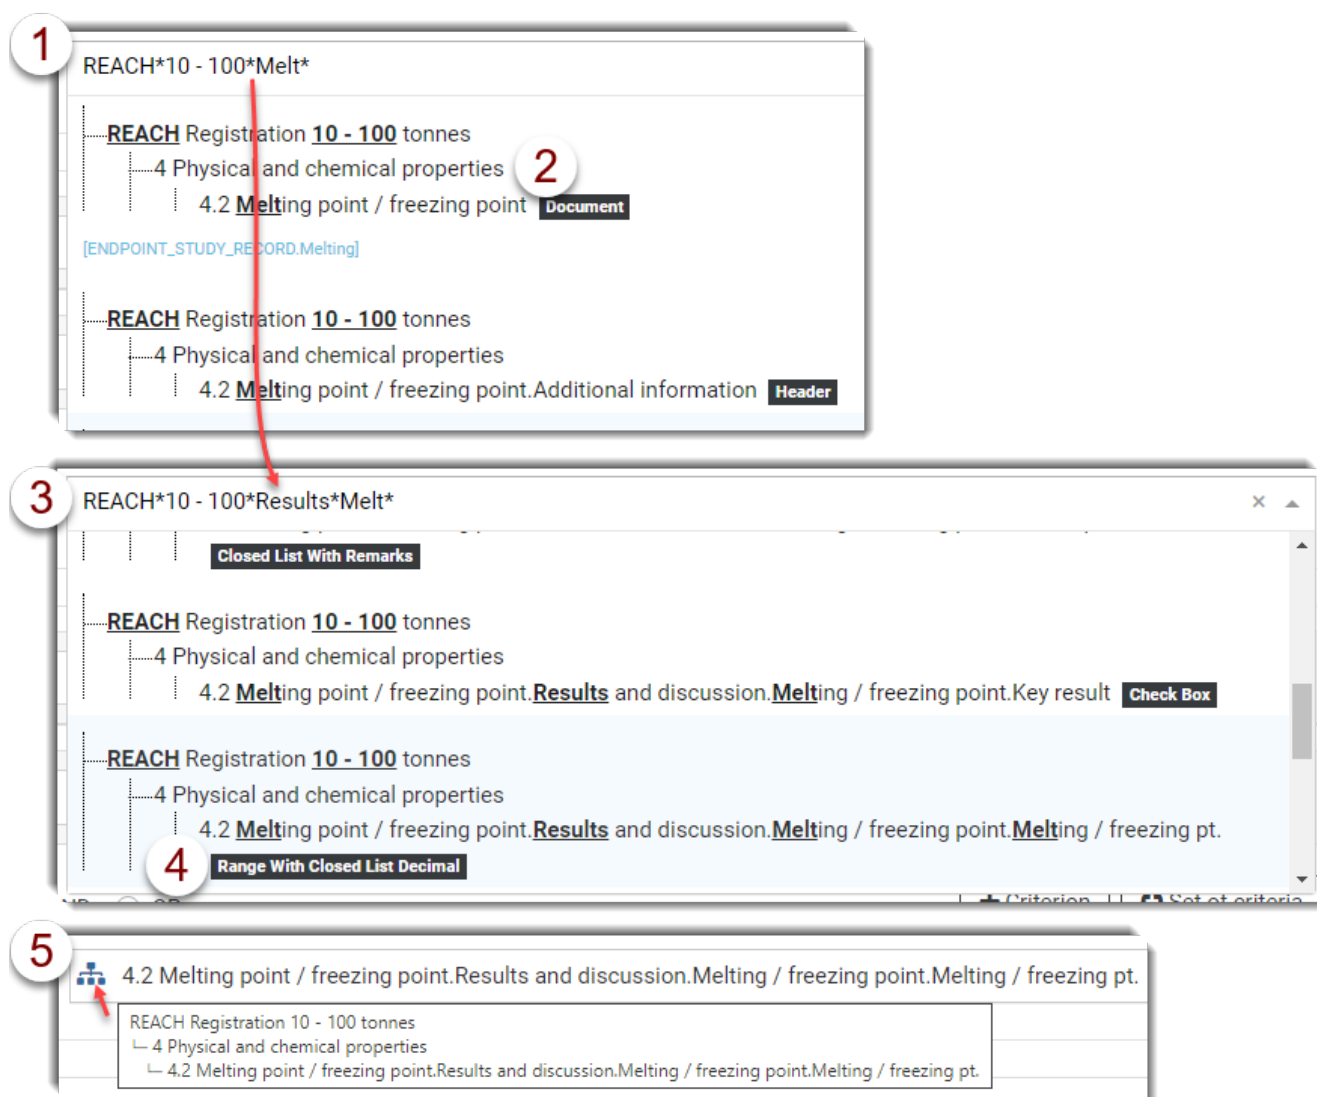 1
REACH*10 - 100*Melt*
REACH Registration 10 - 100 tonnes
4 Physical and chemical properties
2
4.2 Melting point / freezing point Document
[ENDPOINT_STUDY_RECORD.Melting]
REACH Registration 10 - 100 tonnes
4 Physical and chemical properties
4.2 Melting point / freezing point.Additional information Header
3
REACH*10 - 100*Results*Melt*
Closed List With Remarks
REACH Registration 10 - 100 tonnes
4 Physical and chemical properties
4.2 Melting point / freezing point.Results and discussion.Melting / freezing point.Key result Check Box
REACH Registration 10 - 100 tonnes
4 Physical and chemical properties
4.2 Melting point / freezing point.Results and discussion.Melting / freezing point.Melting / freezing pt.
4
Range With Closed List Decimal
Criterion Set of criteria
5
4.2 Melting point / freezing point.Results and discussion.Melting / freezing point.Melting / freezing pt.
REACH Registration 10 - 100 tonnes
4 Physical and chemical properties
4.2 Melting point / freezing point.Results and discussion.Melting / freezing point.Melting / freezing pt.